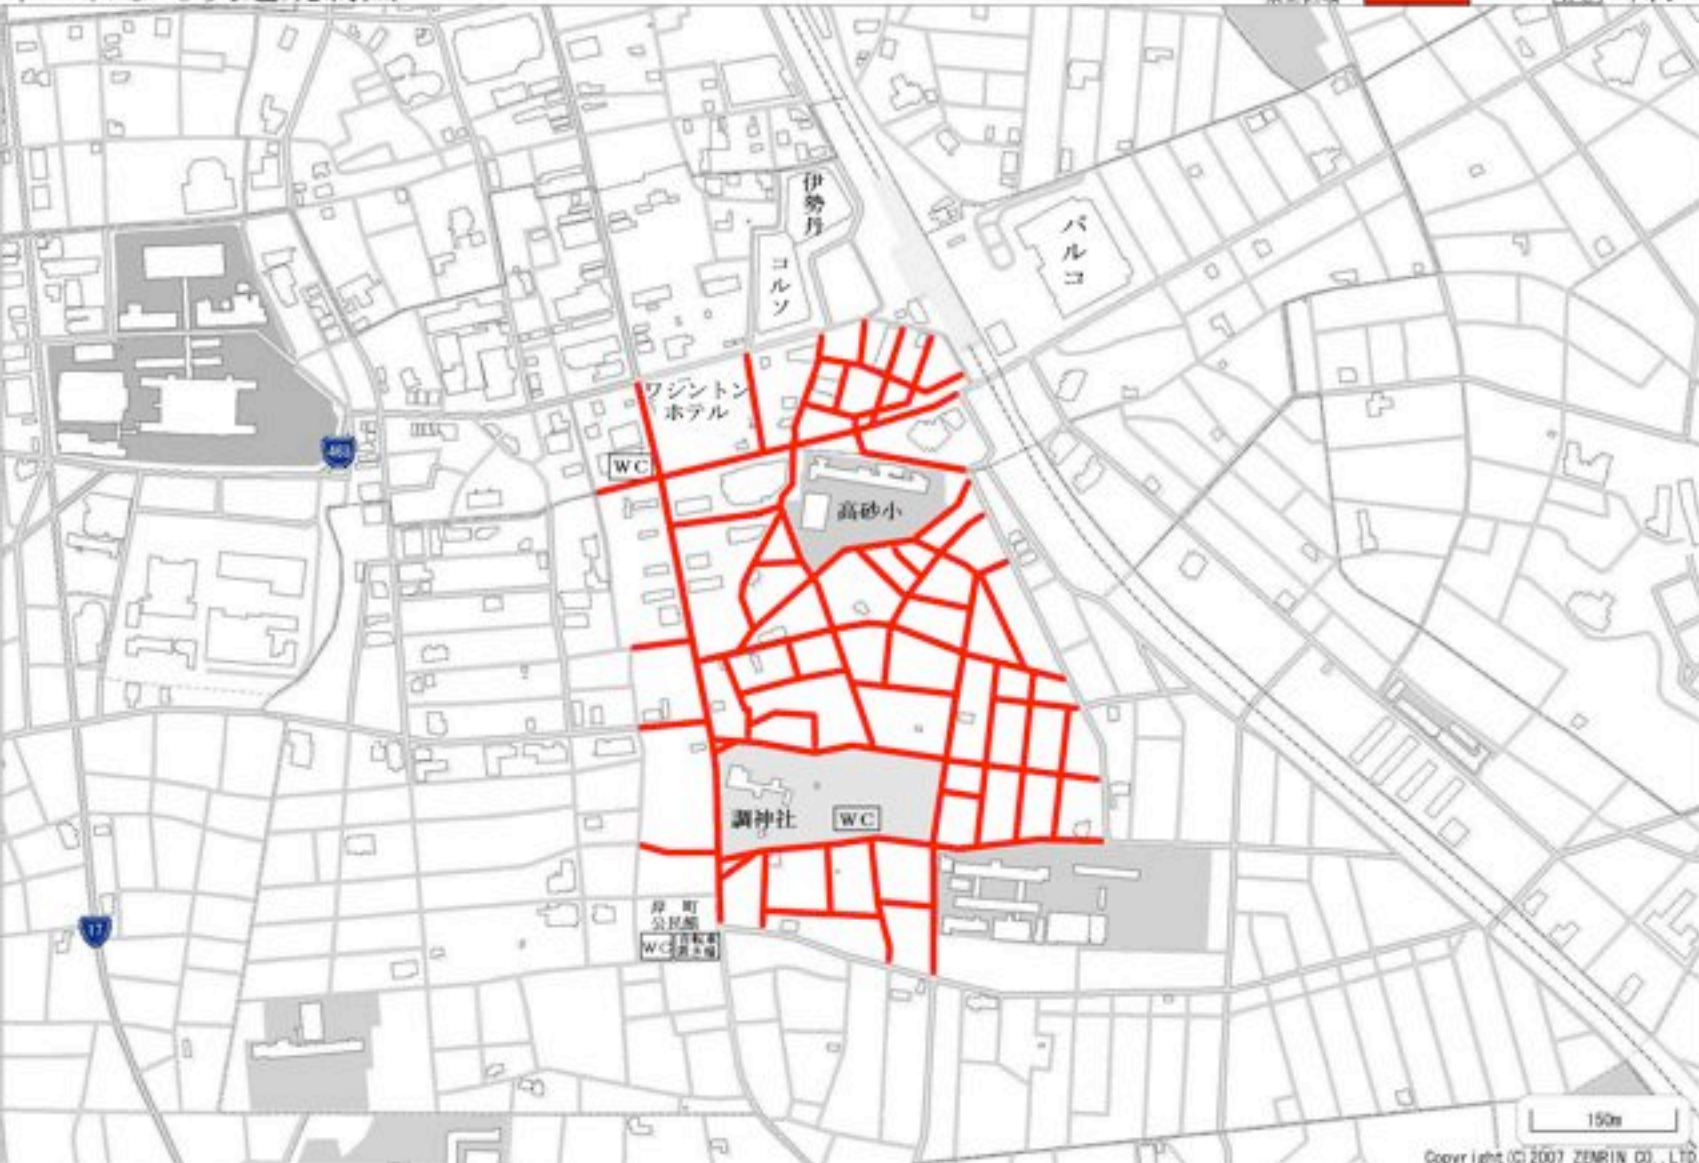 伊勢丹
パルコ
コルソ
ワシントン
ホテル
463
WC
高砂小
調神社
WC
岸町
公民館
WC
17
150m
Copyright (C) 2007 ZENRIN CO., LTD